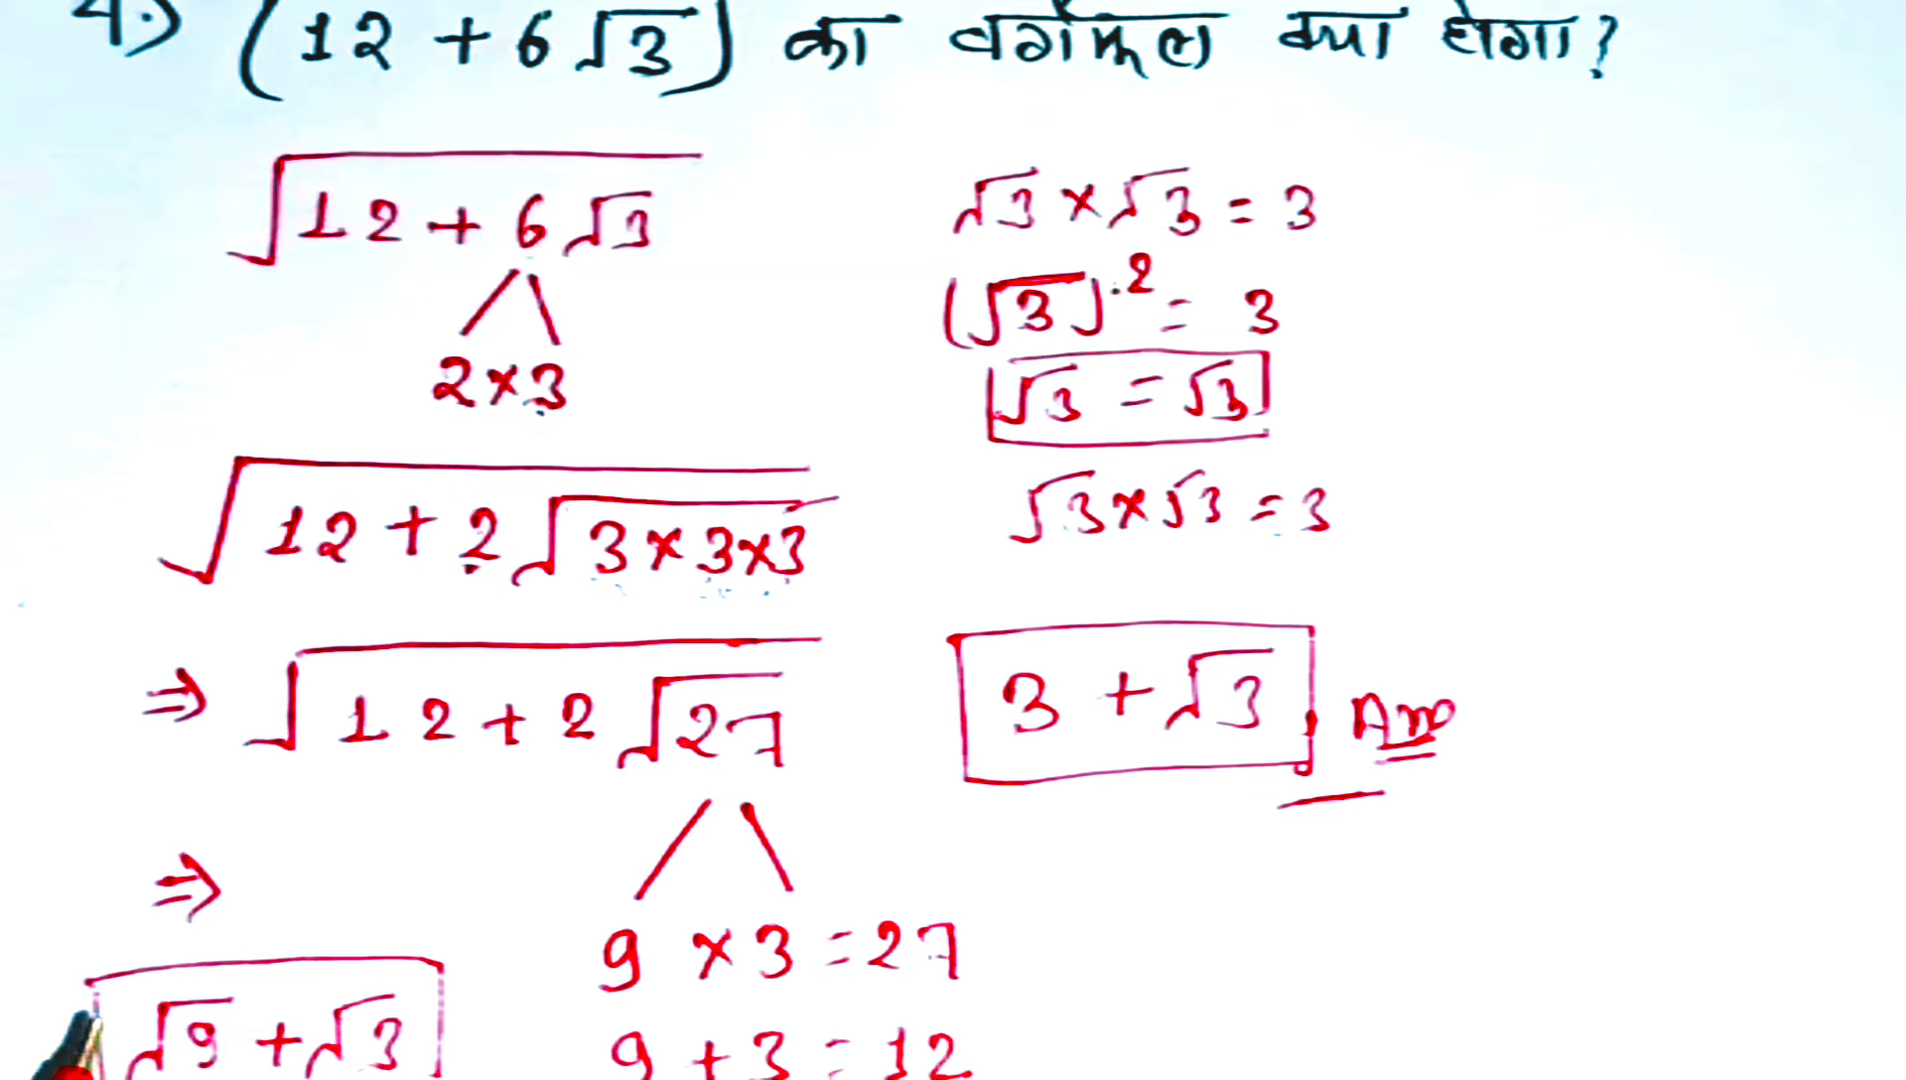 4.) (12 + 6√3) का वर्गफल क्या होगा?
√(12 + 6√3)
2×3
√(12 + 2√(3×3×3))
⇒ √(12 + 2√27)
⇒
9 × 3 = 27
9 + 3 = 12
√9 + √3
√3 × √3 = 3
(√3)² = 3
√3 = √3
√3×√3 = 3
3 + √3 Ans